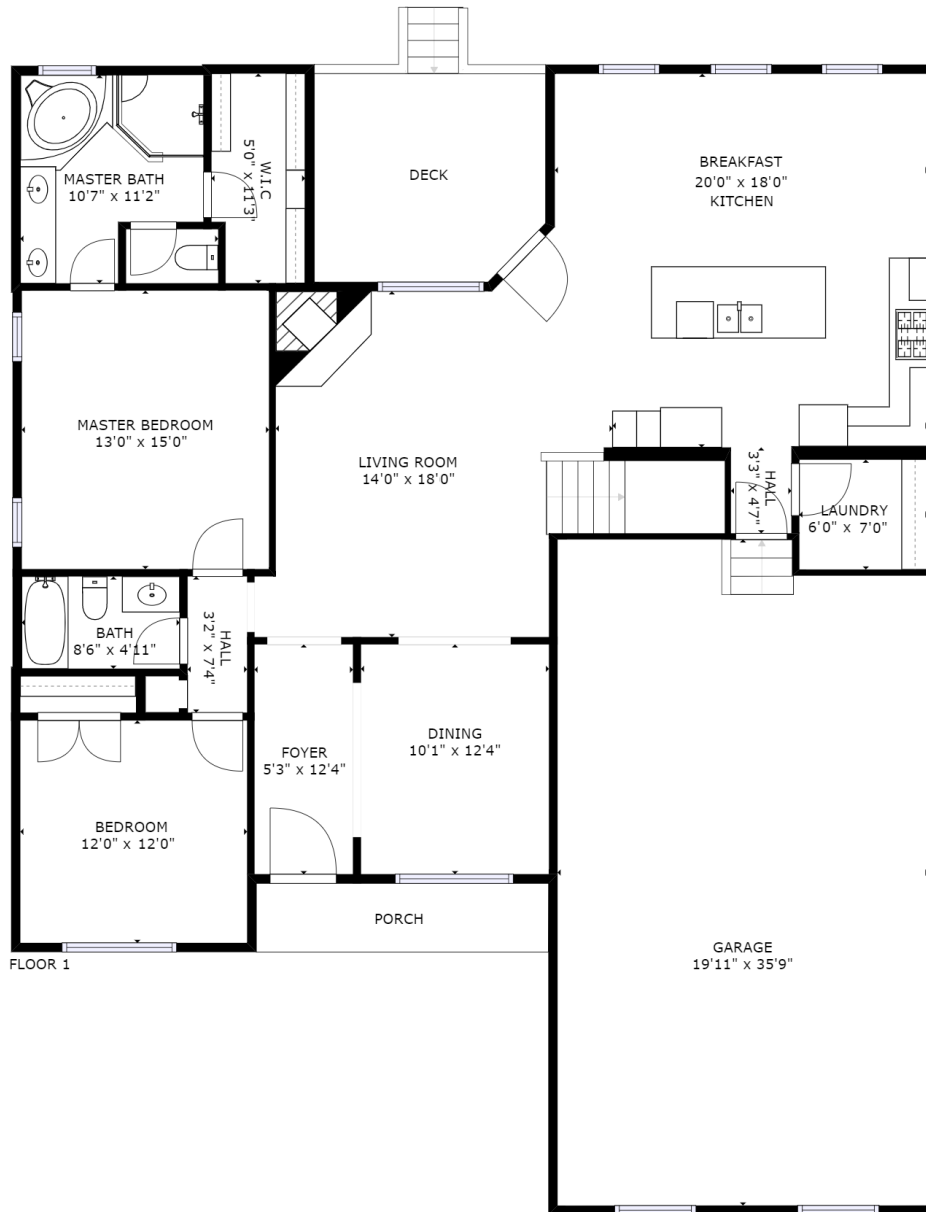 MASTER BATH
10'7" x 11'2"
W.I.C
5'0" x 11'3"
DECK
BREAKFAST
20'0" x 18'0"
KITCHEN
MASTER BEDROOM
13'0" x 15'0"
LIVING ROOM
14'0" x 18'0"
HALL
3'3" x 4'7"
LAUNDRY
6'0" x 7'0"
BATH
8'6" x 4'11"
HALL
3'2" x 7'4"
FOYER
5'3" x 12'4"
DINING
10'1" x 12'4"
BEDROOM
12'0" x 12'0"
PORCH
GARAGE
19'11" x 35'9"
FLOOR 1